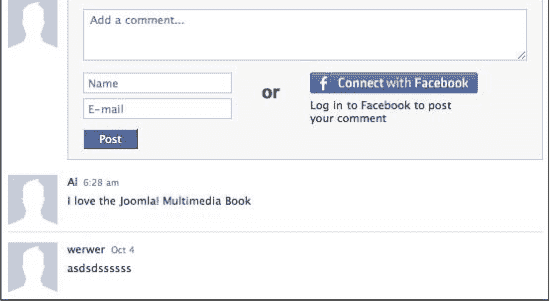 Add a comment...
Name
E-mail
or
Connect with Facebook
Log in to Facebook to post
your comment
Post
Al 6:28 am
I love the Joomla! Multimedia Book
werwer Oct 4
asdsdssssss